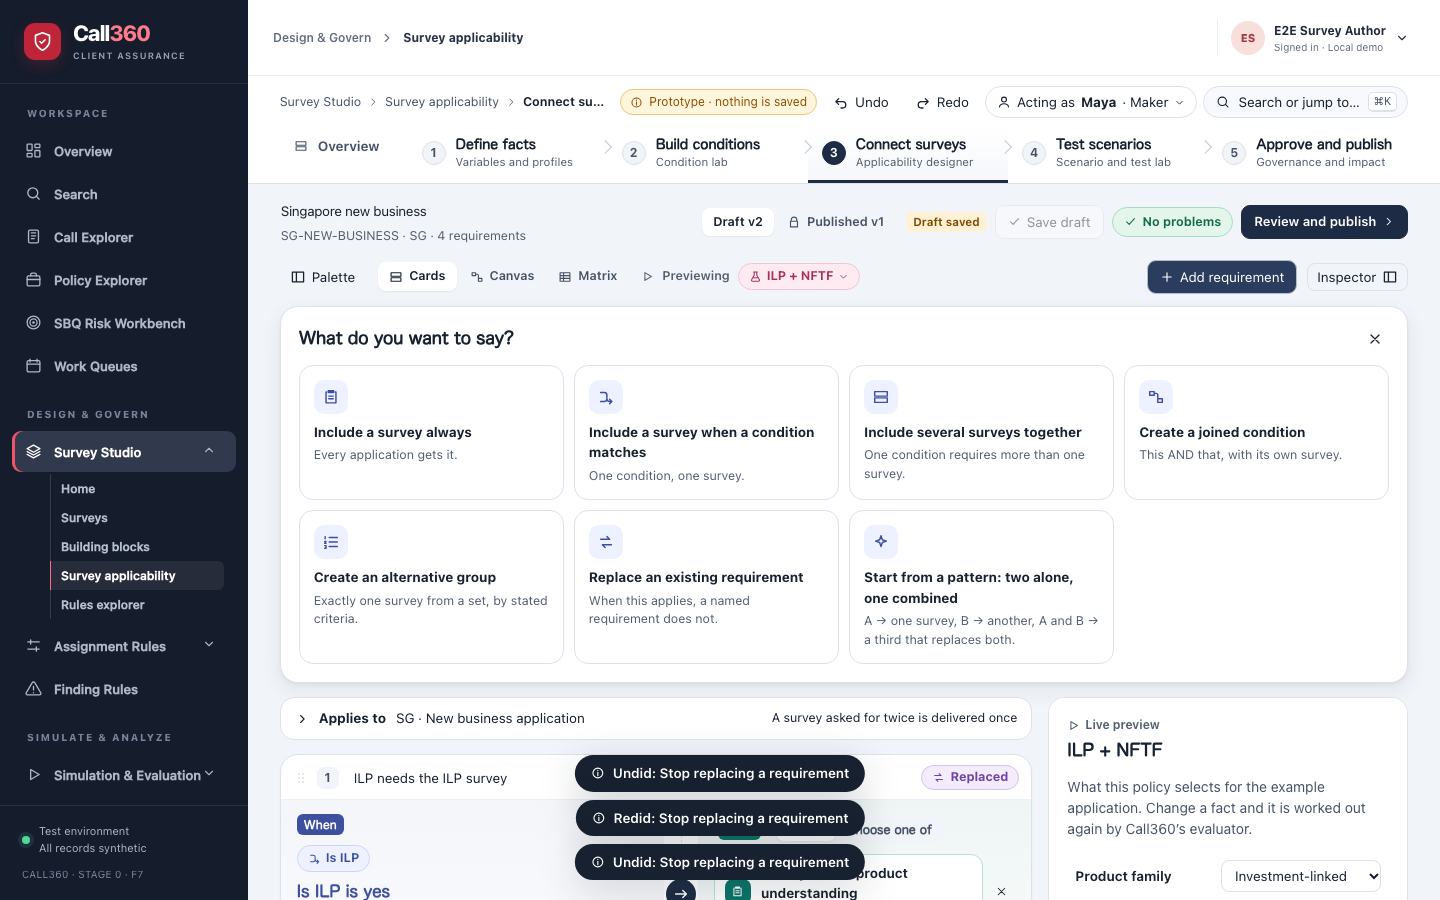 Call360
CLIENT ASSURANCE
WORKSPACE
Overview
Search
Call Explorer
Policy Explorer
SBQ Risk Workbench
Work Queues
DESIGN & GOVERN
Survey Studio
Home
Surveys
Building blocks
Survey applicability
Rules explorer
Assignment Rules
Finding Rules
SIMULATE & ANALYZE
Simulation & Evaluation
Test environment
All records synthetic
CALL360 · STAGE 0 · F7
Design & Govern > Survey applicability
ES
E2E Survey Author
Signed in · Local demo
Survey Studio > Survey applicability > Connect su...
Prototype · nothing is saved
Undo
Redo
Acting as Maya · Maker
Search or jump to... ⌘K
Overview
1 Define facts
Variables and profiles
2 Build conditions
Condition lab
3 Connect surveys
Applicability designer
4 Test scenarios
Scenario and test lab
5 Approve and publish
Governance and impact
Singapore new business
SG-NEW-BUSINESS · SG · 4 requirements
Draft v2
Published v1
Draft saved
Save draft
No problems
Review and publish
Palette
Cards
Canvas
Matrix
Previewing
ILP + NFTF
+ Add requirement
Inspector
What do you want to say?
Include a survey always
Every application gets it.
Include a survey when a condition
matches
One condition, one survey.
Include several surveys together
One condition requires more than one
survey.
Create a joined condition
This AND that, with its own survey.
Create an alternative group
Exactly one survey from a set, by stated
criteria.
Replace an existing requirement
When this applies, a named
requirement does not.
Start from a pattern: two alone,
one combined
A → one survey, B → another, A and B →
a third that replaces both.
Applies to SG · New business application
A survey asked for twice is delivered once
1 ILP needs the ILP survey
Replaced
When
Is ILP
Is ILP is yes
oose one of
product
understanding
Undid: Stop replacing a requirement
Redid: Stop replacing a requirement
Undid: Stop replacing a requirement
Live preview
ILP + NFTF
What this policy selects for the example
application. Change a fact and it is worked out
again by Call360's evaluator.
Product family
Investment-linked